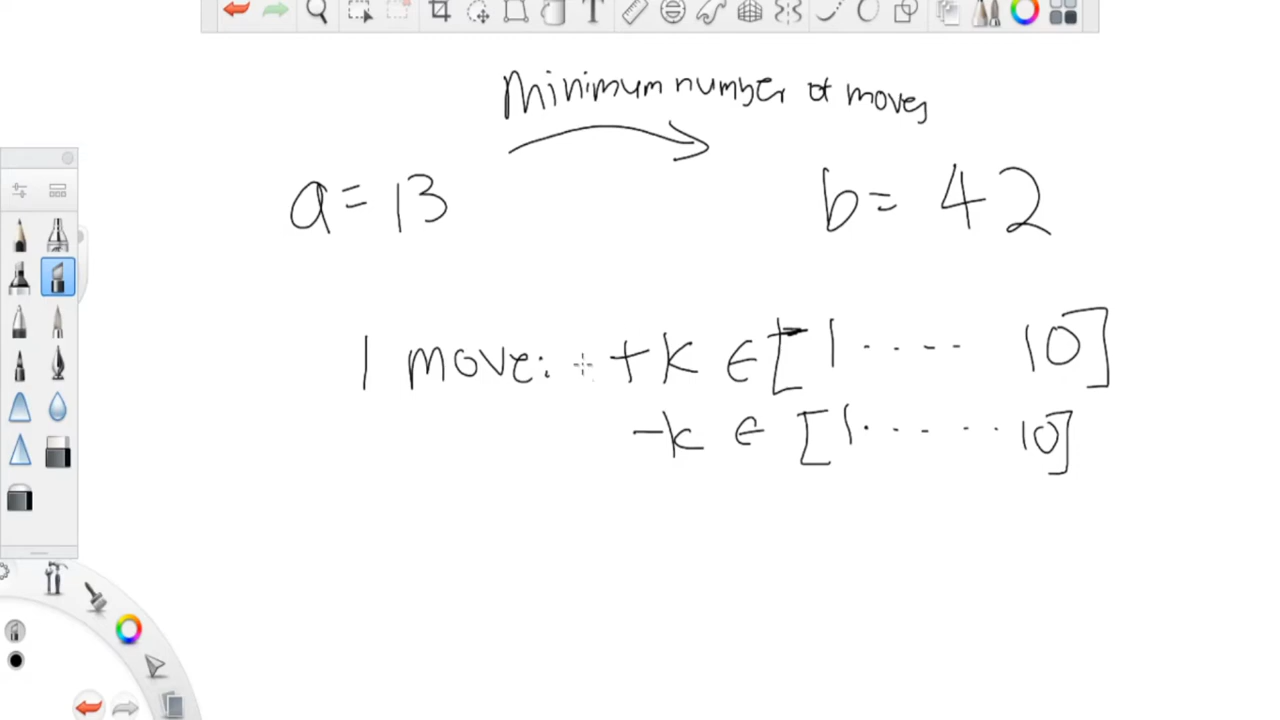 Minimum number of moves
a = 13 b = 42
1 move: +k ∈ [1 .... 10]
-k ∈ [1 ...... 10]